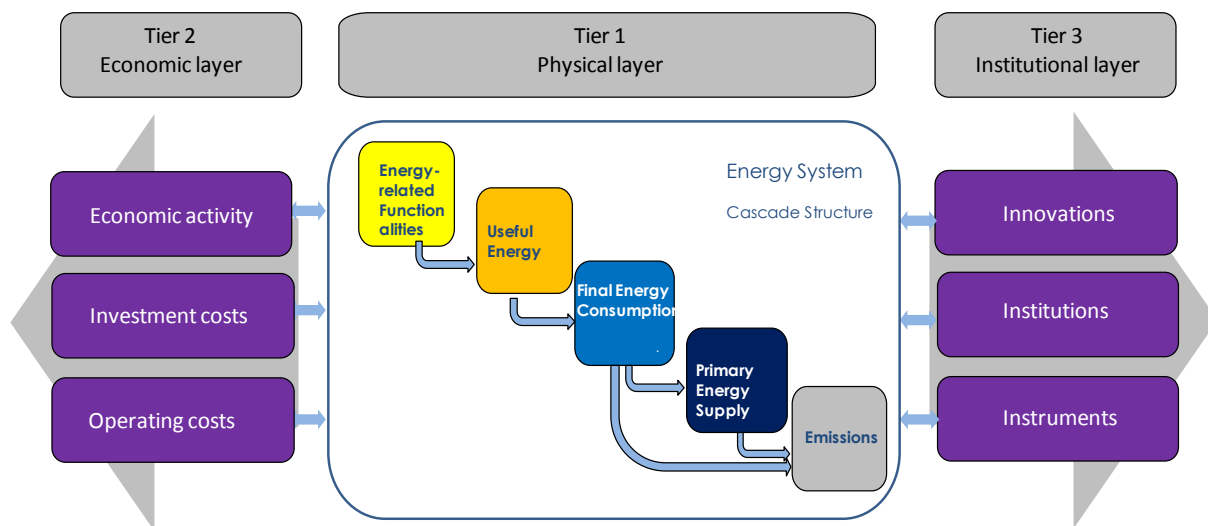 Tier 2
Economic layer
Tier 1
Physical layer
Tier 3
Institutional layer
Economic activity
Investment costs
Operating costs
Energy-
related
Function
alities
Useful
Energy
Final Energy
Consumption
.
Primary
Energy
Supply
Emissions
Energy System
Cascade Structure
Innovations
Institutions
Instruments